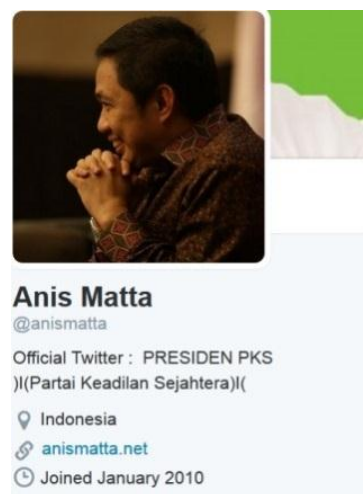 Anis Matta
@anismatta
Official Twitter : PRESIDEN PKS
)I(Partai Keadilan Sejahtera)I(
Indonesia
anismatta.net
Joined January 2010